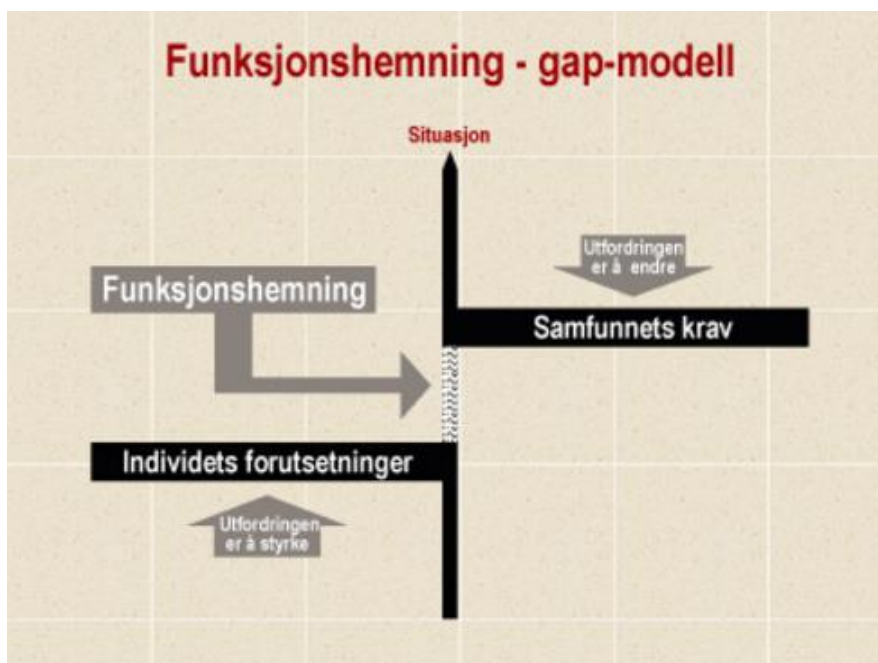 Funksjonshemning - gap-modell
Situasjon
Utfordringen
er å endre
Funksjonshemning
Samfunnets krav
Individets forutsetninger
Utfordringen
er å styrke